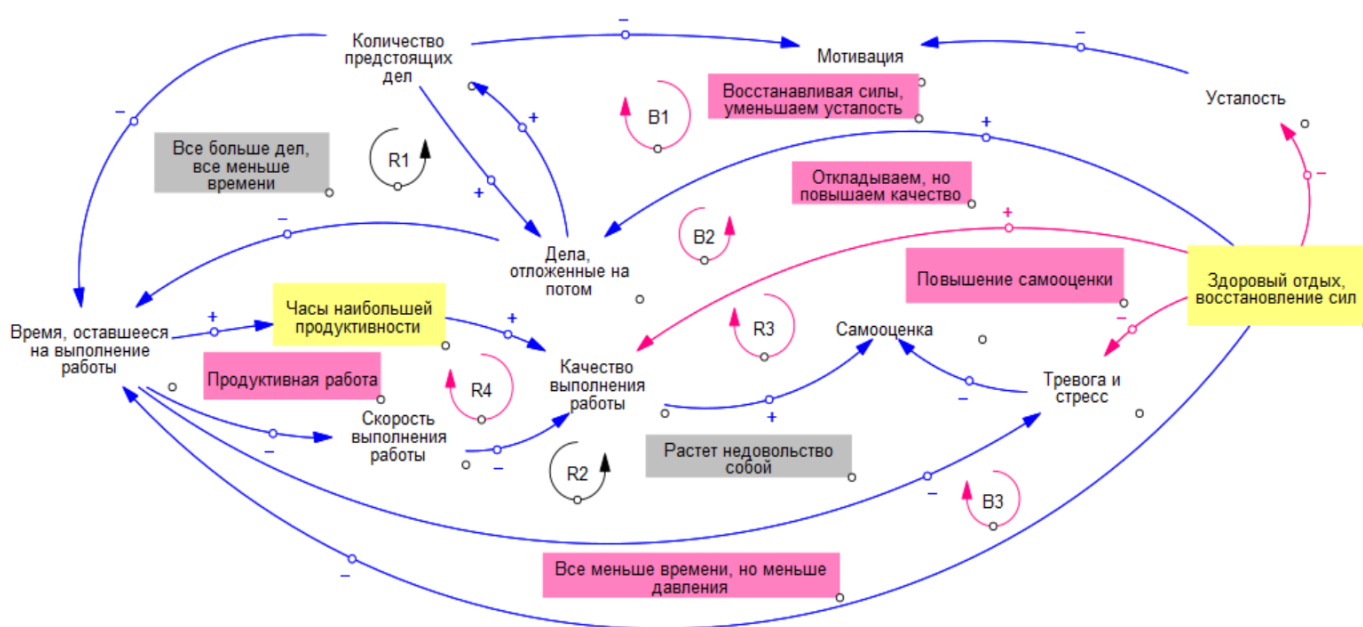 Количество
предстоящих
дел
–
Мотивация
–
Усталость
–
Все больше дел,
все меньше
времени
R1
+
+
B1
Восстанавливая силы,
уменьшаем усталость
+
–
Откладываем, но
повышаем качество
–
B2
+
Дела,
отложенные на
потом
Повышение самооценки
Здоровый отдых,
восстановление сил
Время, оставшееся
на выполнение
работы
+
Часы наибольшей
продуктивности
+
R3
Самооценка
–
Продуктивная работа
R4
Качество
выполнения
работы
–
Тревога и
стресс
+
–
Скорость
выполнения
работы
–
R2
Растет недовольство
собой
–
B3
Все меньше времени, но меньше
давления
–